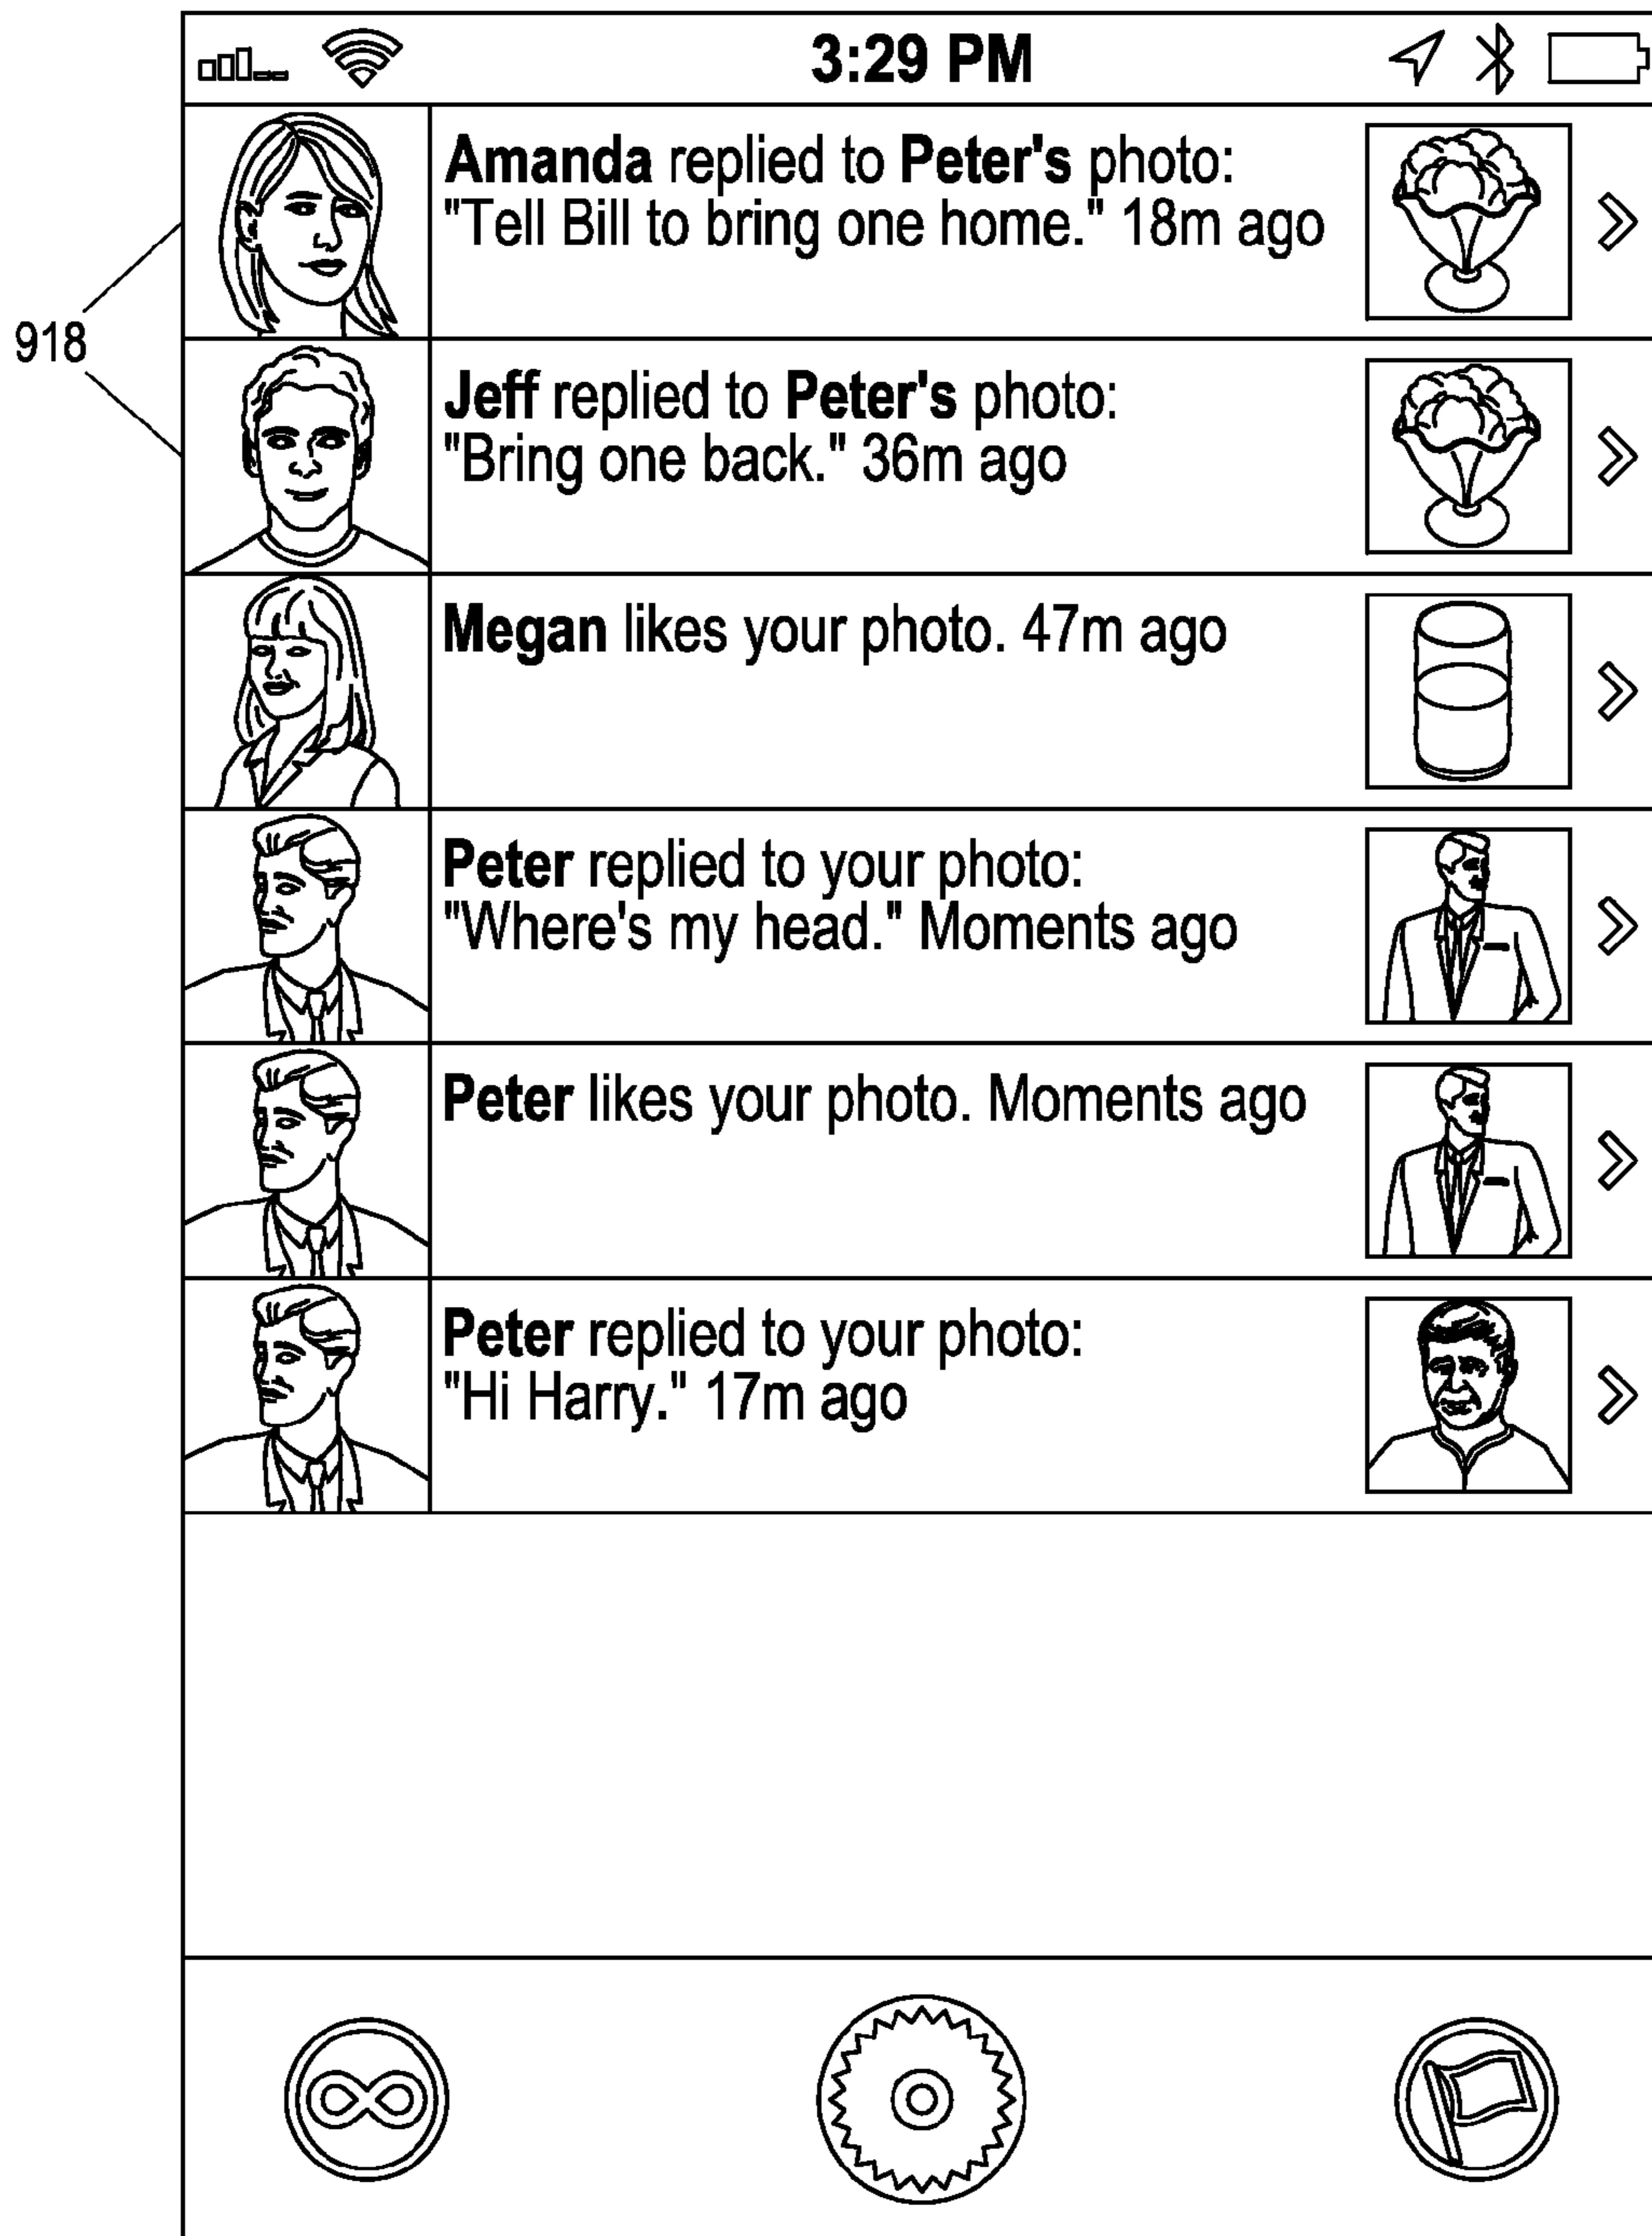 3:29 PM
Amanda replied to Peter's photo:
"Tell Bill to bring one home." 18m ago
918
Jeff replied to Peter's photo:
"Bring one back." 36m ago
Megan likes your photo. 47m ago
Peter replied to your photo:
"Where's my head." Moments ago
Peter likes your photo. Moments ago
Peter replied to your photo:
"Hi Harry." 17m ago